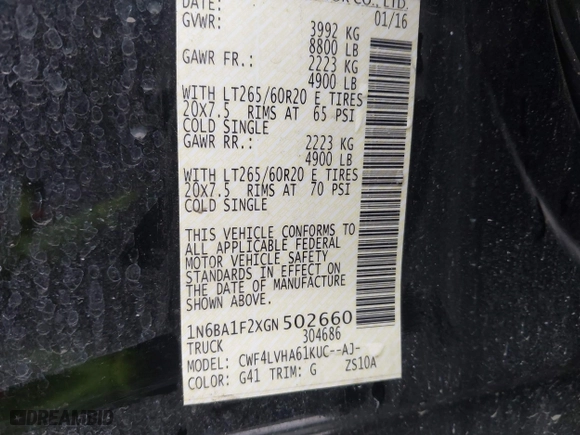 DATE: CO., LTD.
01/16
GVWR: 3992 KG
8800 LB
GAWR FR.: 2223 KG
4900 LB
WITH LT265/60R20 E TIRES
20X7.5 RIMS AT 65 PSI
COLD SINGLE
GAWR RR.: 2223 KG
4900 LB
WITH LT265/60R20 E TIRES
20X7.5 RIMS AT 70 PSI
COLD SINGLE
THIS VEHICLE CONFORMS TO
ALL APPLICABLE FEDERAL
MOTOR VEHICLE SAFETY
STANDARDS IN EFFECT ON
THE DATE OF MANUFACTURE
SHOWN ABOVE.
1N6BA1F2XGN502660
TRUCK 304686
MODEL: CWF4LVHA61KUC--AJ-
COLOR: G41 TRIM: G ZS10A
DREAMBID